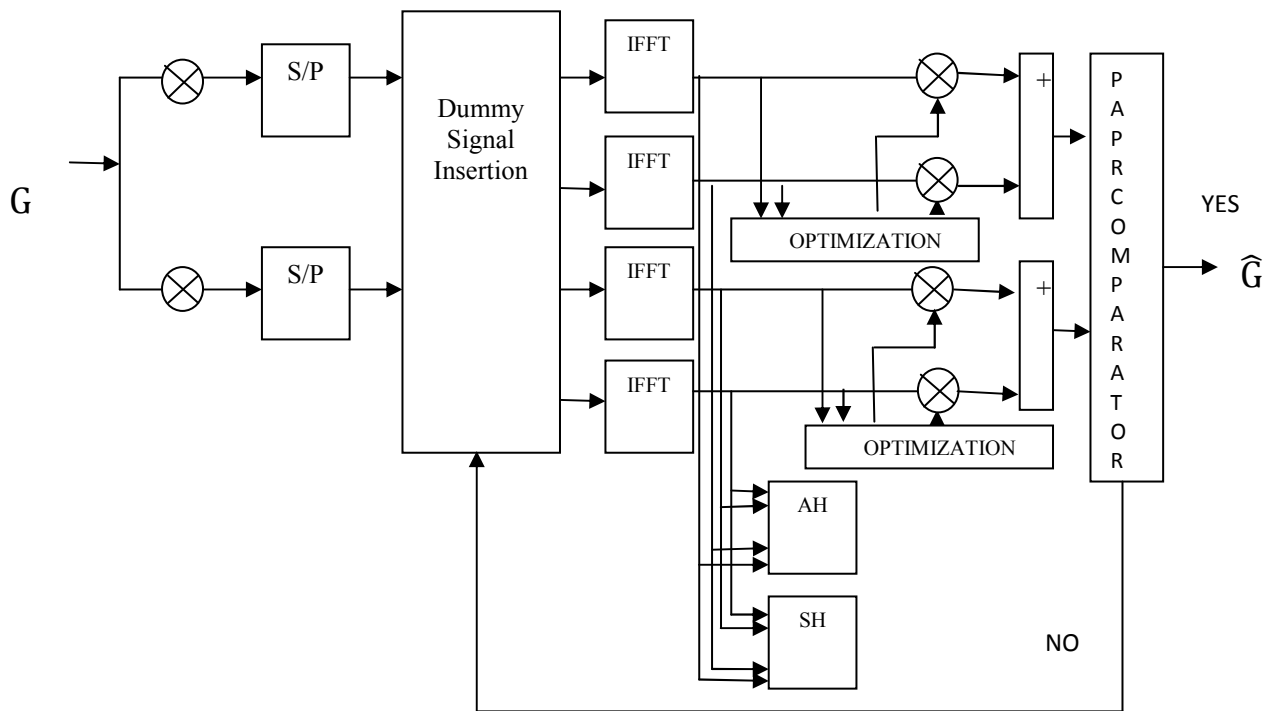 G
S/P
S/P
Dummy
Signal
Insertion
IFFT
IFFT
IFFT
IFFT
OPTIMIZATION
OPTIMIZATION
AH
SH
+
+
P
A
P
R
C
O
M
P
A
R
A
T
O
R
YES
NO
Ĝ